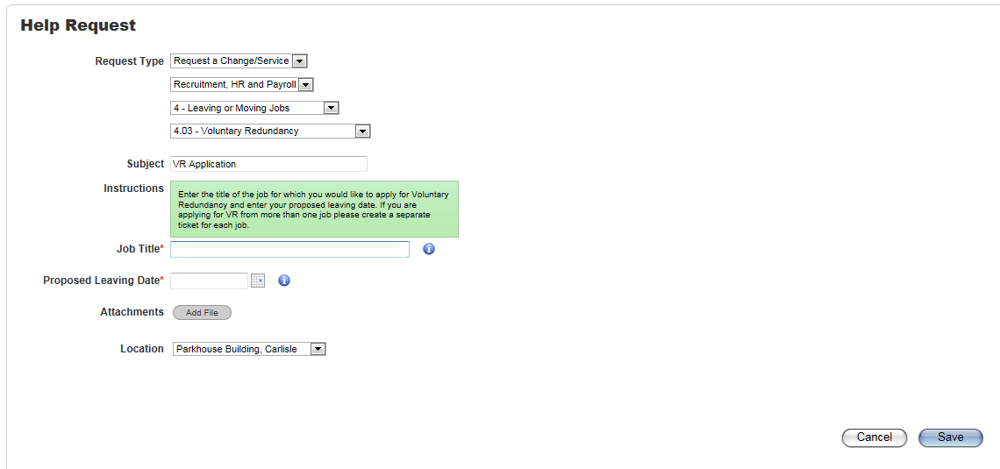 Help Request
Request Type Request a Change/Service
Recruitment, HR and Payroll
4 - Leaving or Moving Jobs
4.03 - Voluntary Redundancy
Subject VR Application
Instructions
Enter the title of the job for which you would like to apply for Voluntary
Redundancy and enter your proposed leaving date. If you are
applying for VR from more than one job please create a separate
ticket for each job.
Job Title*
Proposed Leaving Date*
Attachments Add File
Location Parkhouse Building, Carlisle
Cancel Save